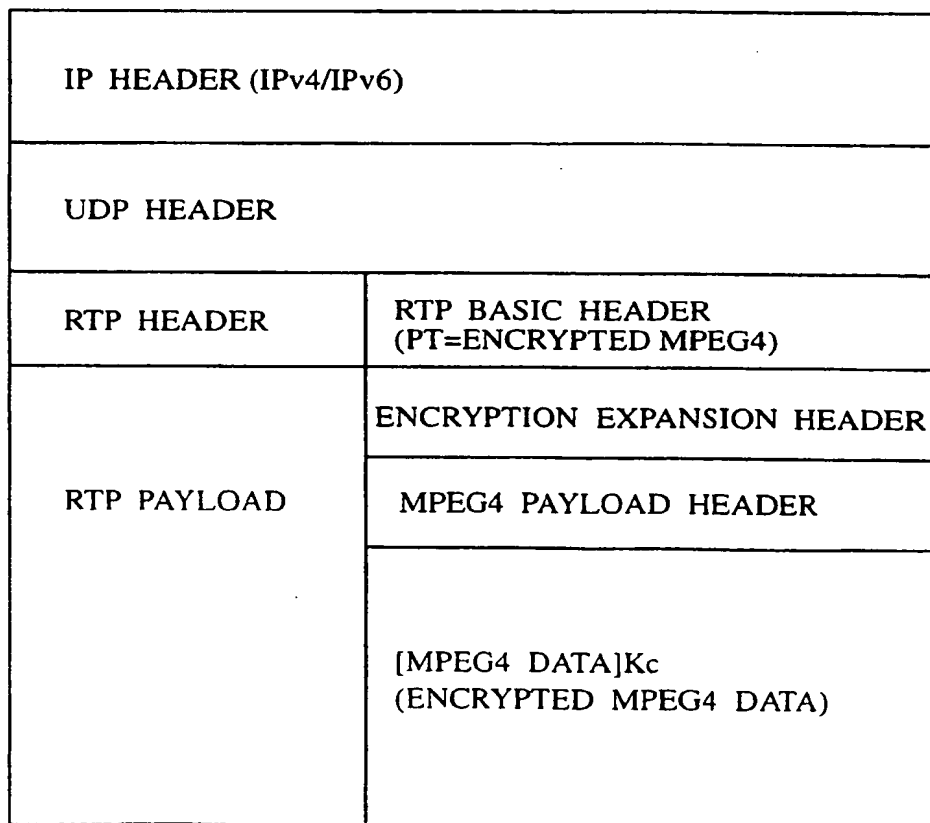 IP HEADER (IPv4/IPv6)
UDP HEADER
RTP HEADER
RTP BASIC HEADER
(PT=ENCRYPTED MPEG4)
ENCRYPTION EXPANSION HEADER
RTP PAYLOAD
MPEG4 PAYLOAD HEADER
[MPEG4 DATA]Kc
(ENCRYPTED MPEG4 DATA)